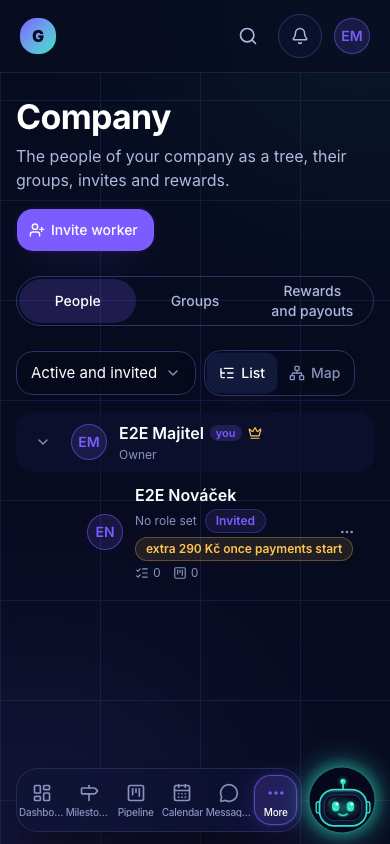 G
EM
Company
The people of your company as a tree, their
groups, invites and rewards.
Invite worker
People
Groups
Rewards
and payouts
Active and invited
List
Map
EM
E2E Majitel you
Owner
EN
E2E Nováček
No role set Invited
extra 290 Kč once payments start
0 0
Dashbo... Milesto... Pipeline Calendar Messag... More